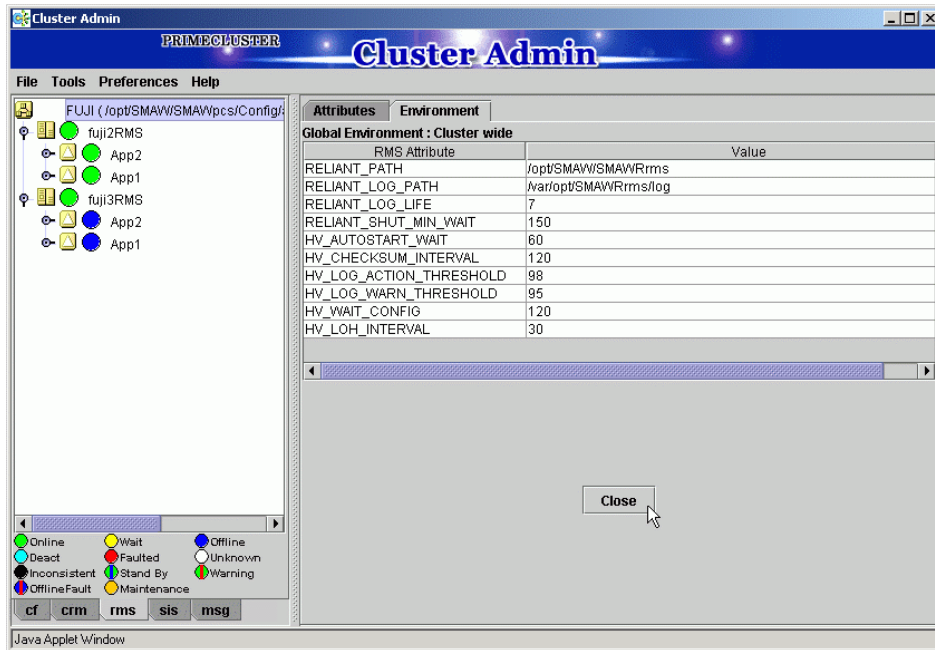 Cluster Admin
PRIMECLUSTER
Cluster Admin
File Tools Preferences Help
FUJI ( /opt/SMAW/SMAWpcs/Config/
fuji2RMS
App2
App1
fuji3RMS
App2
App1
Online Wait Offline
Deact Faulted Unknown
Inconsistent Stand By Warning
OfflineFault Maintenance
cf crm rms sis msg
Attributes Environment
Global Environment : Cluster wide
RMS Attribute Value
RELIANT_PATH /opt/SMAW/SMAWRrms
RELIANT_LOG_PATH /var/opt/SMAWRrms/log
RELIANT_LOG_LIFE 7
RELIANT_SHUT_MIN_WAIT 150
HV_AUTOSTART_WAIT 60
HV_CHECKSUM_INTERVAL 120
HV_LOG_ACTION_THRESHOLD 98
HV_LOG_WARN_THRESHOLD 95
HV_WAIT_CONFIG 120
HV_LOH_INTERVAL 30
Close
Java Applet Window